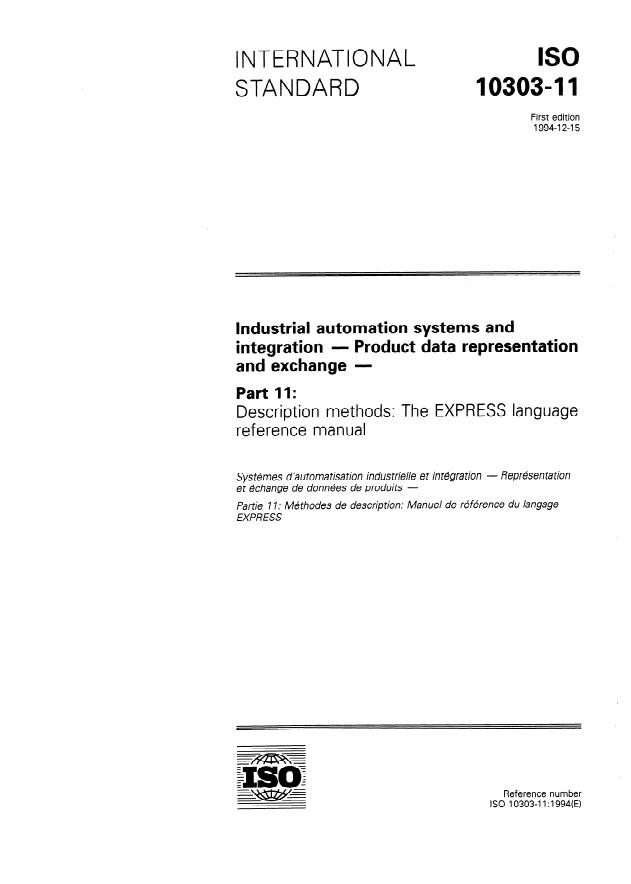 INTERNATIONAL
STANDARD
ISO
10303-11
First edition
1994-12-15
Industrial automation systems and
integration — Product data representation
and exchange —
Part 11:
Description methods: The EXPRESS language
reference manual
Systèmes d'automatisation industrielle et intégration — Représentation
et échange de données de produits —
Partie 11: Méthodes de description: Manuel de référence du langage
EXPRESS
ISO
Reference number
ISO 10303-11:1994(E)